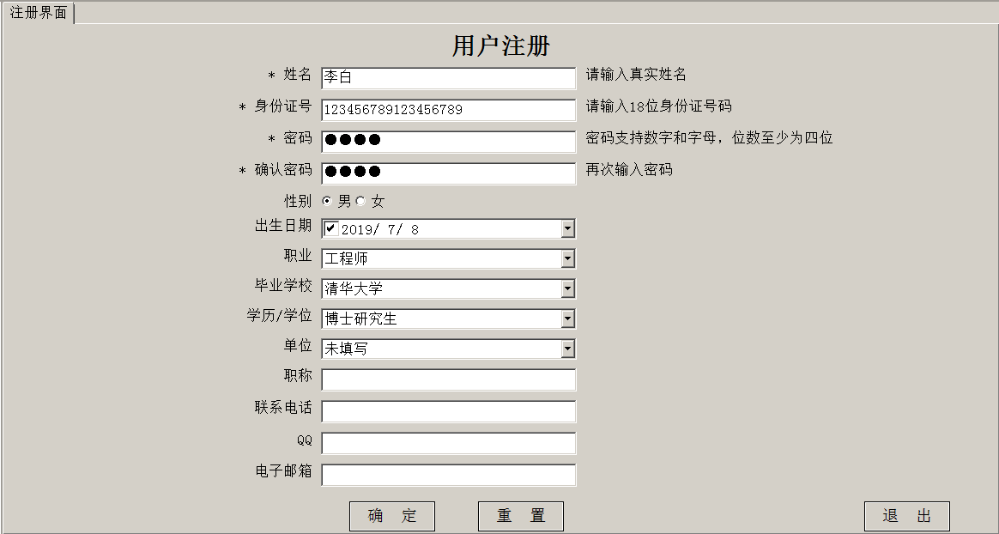 注册界面
用户注册
* 姓名 李白 请输入真实姓名
* 身份证号 123456789123456789 请输入18位身份证号码
* 密码 ●●●● 密码支持数字和字母，位数至少为四位
* 确认密码 ●●●● 再次输入密码
性别 男 女
出生日期 2019/ 7/ 8
职业 工程师
毕业学校 清华大学
学历/学位 博士研究生
单位 未填写
职称
联系电话
QQ
电子邮箱
确 定 重 置 退 出